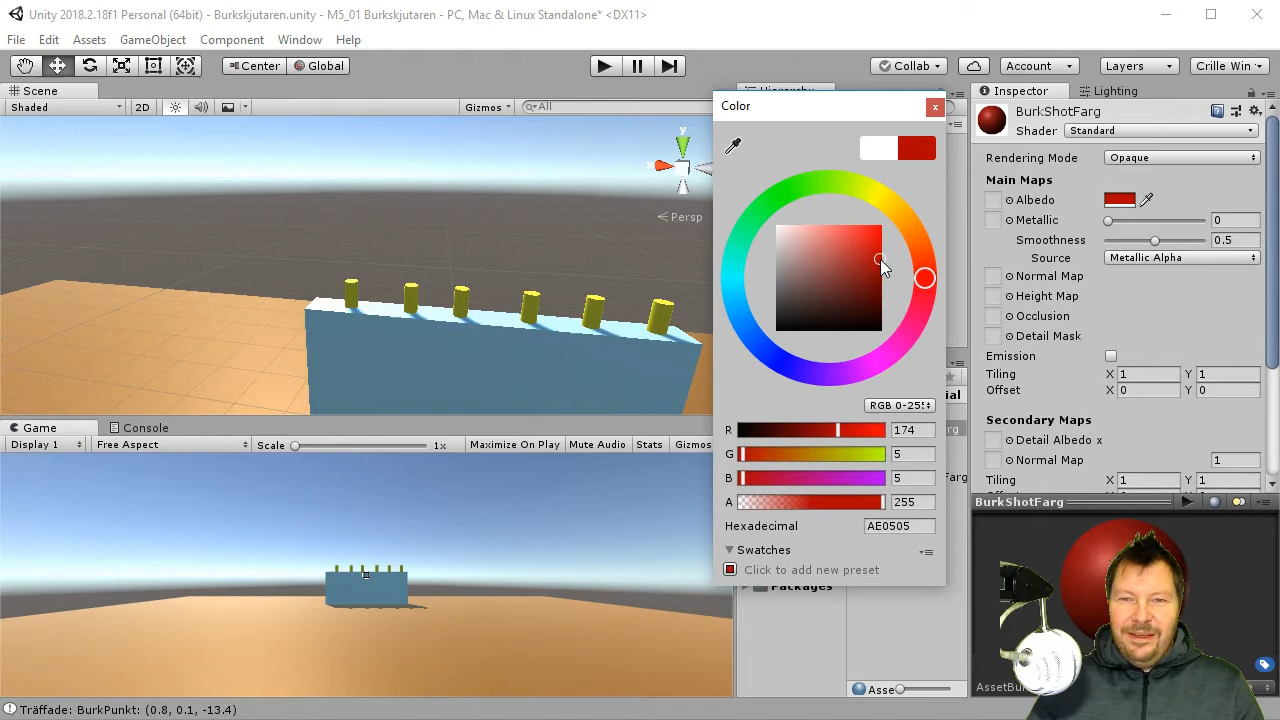 Unity 2018.2.18f1 Personal (64bit) - Burkskjutaren.unity - M5_01 Burkskjutaren - PC, Mac & Linux Standalone* <DX11>
File Edit Assets GameObject Component Window Help
Center Global Collab Account Layers Crille Win
Scene
Shaded 2D Gizmos All
y
Persp
Color
x
RGB 0-255
R 174
G 5
B 5
A 255
Hexadecimal AE0505
Swatches
Click to add new preset
Packages
Asse
Inspector Lighting
BurkShotFarg
Shader Standard
Rendering Mode Opaque
Main Maps
Albedo
Metallic 0
Smoothness 0.5
Source Metallic Alpha
Normal Map
Height Map
Occlusion
Detail Mask
Emission
Tiling X 1 Y 1
Offset X 0 Y 0
Secondary Maps
Detail Albedo x
Normal Map 1
Tiling X 1 Y 1
BurkShotFarg
AssetBu
Game Console
Display 1 Free Aspect Scale 1x Maximize On Play Mute Audio Stats Gizmos
Traffade: BurkPunkt: (0.8, 0.1, -13.4)